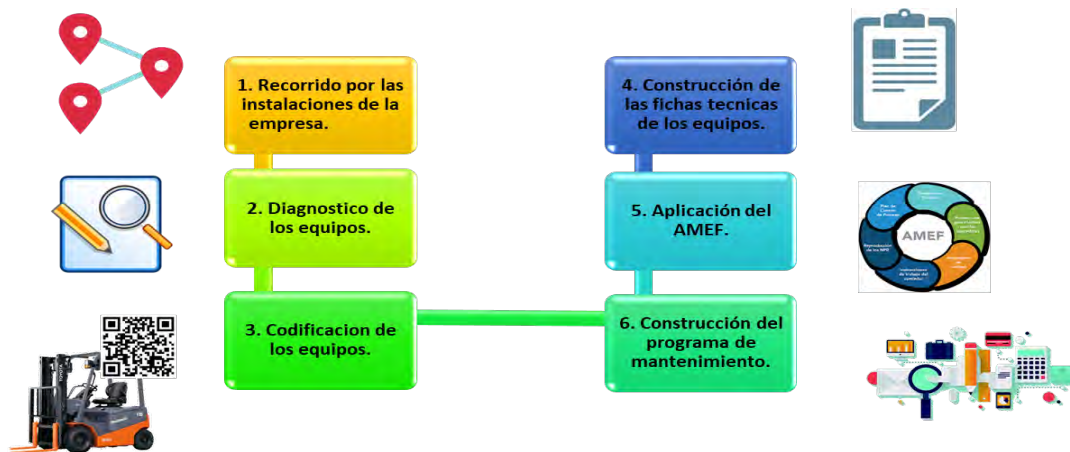 1. Recorrido por las
instalaciones de la
empresa.
2. Diagnostico de
los equipos.
3. Codificacion de
los equipos.
4. Construcción de
las fichas tecnicas
de los equipos.
5. Aplicación del
AMEF.
6. Construcción del
programa de
mantenimiento.
AMEF
TOYOTA